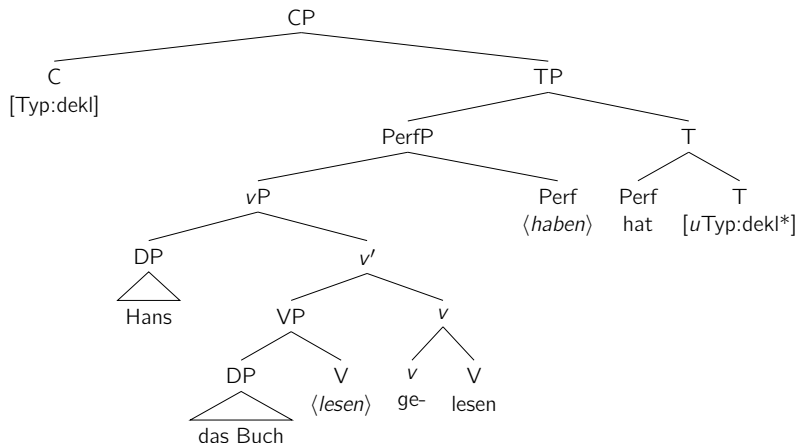 CP
C TP
[Typ:dekl]
PerfP T
vP Perf Perf T
⟨haben⟩ hat [uTyp:dekl*]
DP v'
Hans VP v
DP V v V
⟨lesen⟩ ge- lesen
das Buch